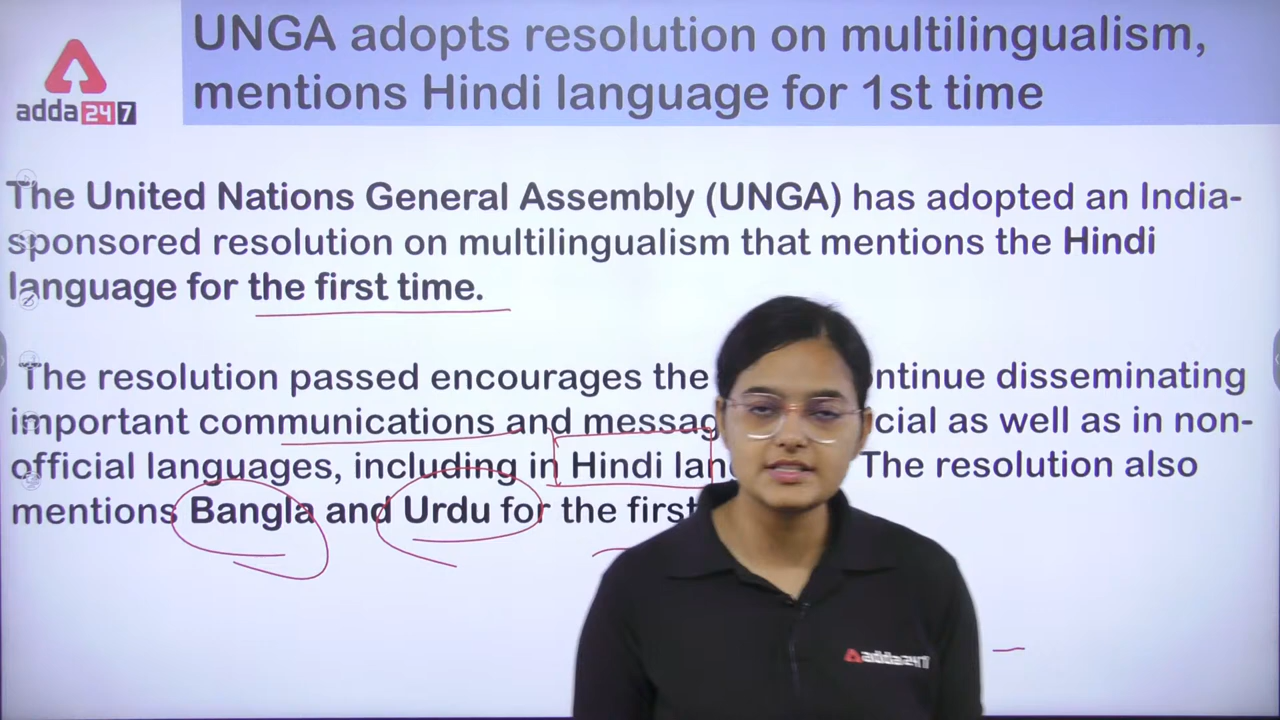 UNGA adopts resolution on multilingualism,
mentions Hindi language for 1st time
adda247
The United Nations General Assembly (UNGA) has adopted an India-
sponsored resolution on multilingualism that mentions the Hindi
language for the first time.
The resolution passed encourages the ntinue disseminating
important communications and messag cial as well as in non-
official languages, including in Hindi lan The resolution also
mentions Bangla and Urdu for the first
adda247